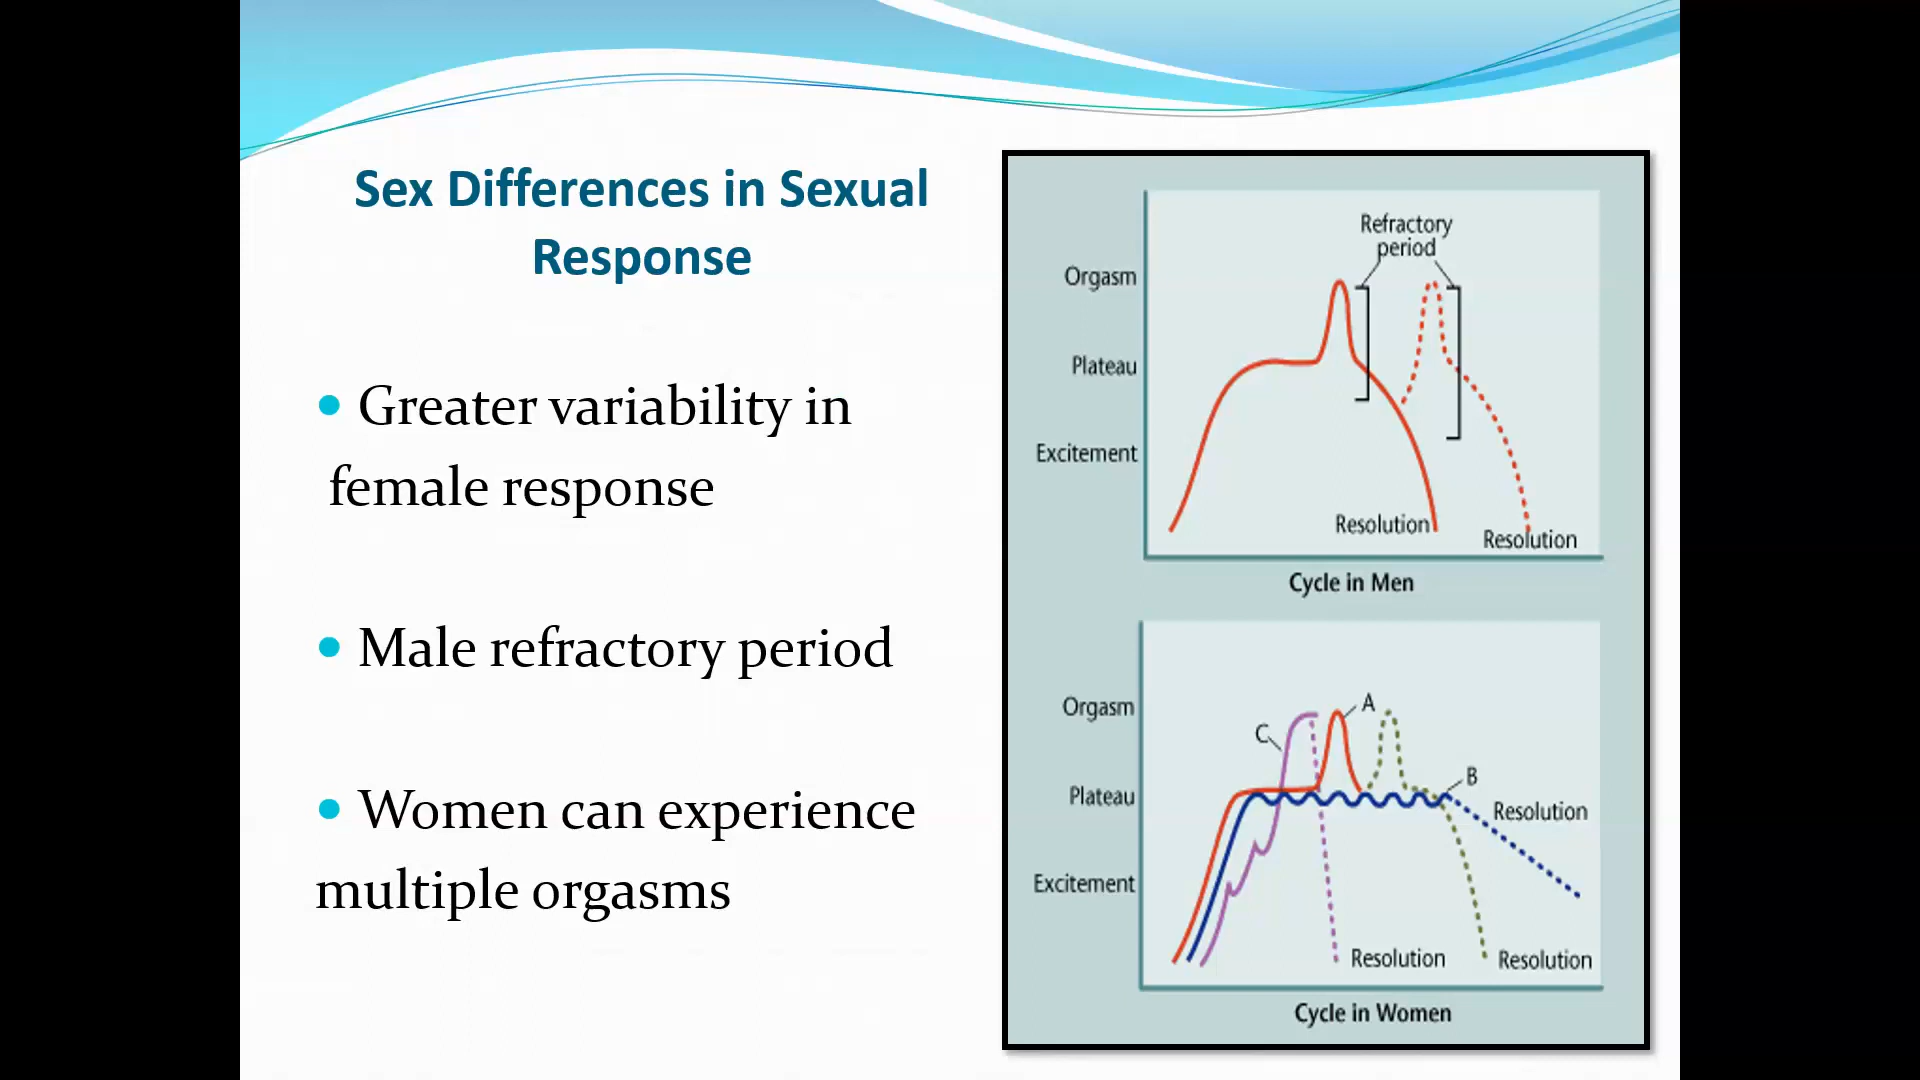 Sex Differences in Sexual
Response
• Greater variability in
female response
• Male refractory period
• Women can experience
multiple orgasms
Refractory
period
Orgasm
Plateau
Excitement
Resolution
Resolution
Cycle in Men
Orgasm
A
C
Plateau
B
Resolution
Excitement
Resolution
Resolution
Cycle in Women